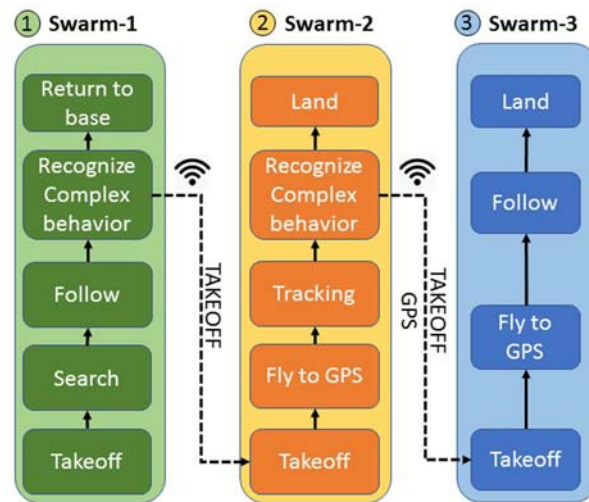 1 Swarm-1
Return to
base
Recognize
Complex
behavior
Follow
Search
Takeoff
TAKEOFF
2 Swarm-2
Land
Recognize
Complex
behavior
Tracking
Fly to GPS
Takeoff
TAKEOFF
GPS
3 Swarm-3
Land
Follow
Fly to
GPS
Takeoff